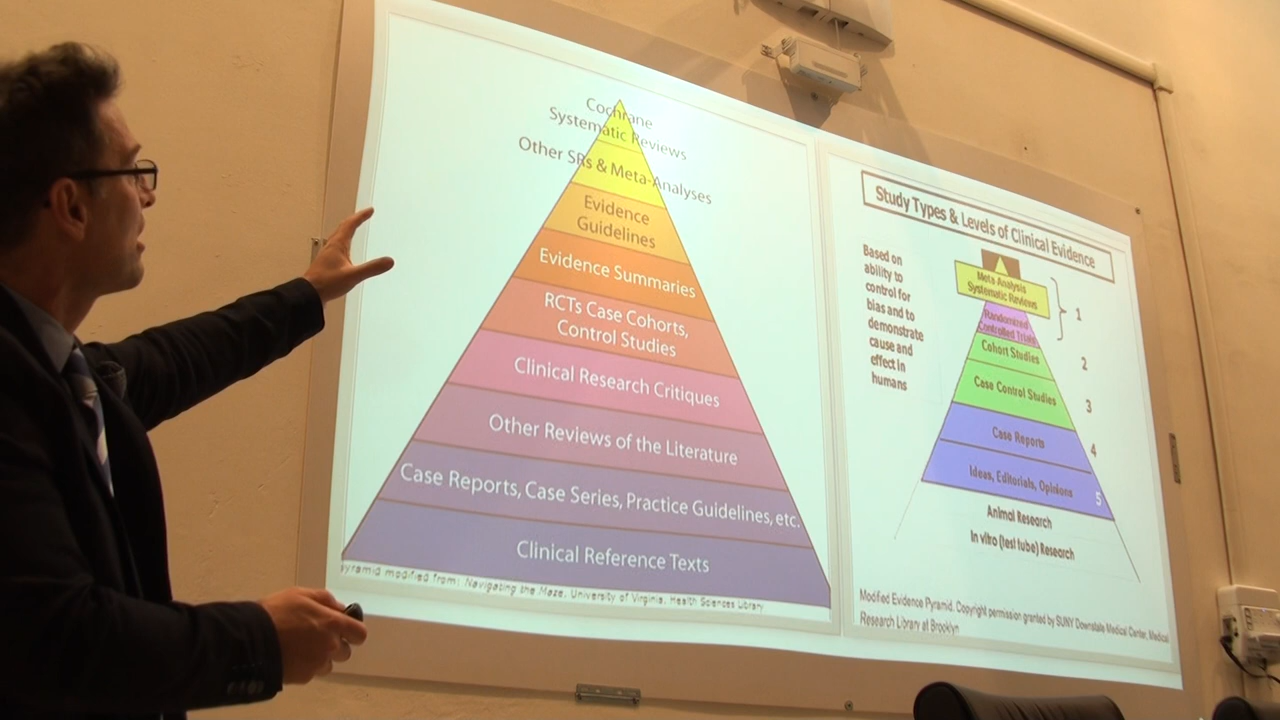 Cochrane
Systematic Reviews
Other SRs & Meta-Analyses
Evidence
Guidelines
Evidence Summaries
RCTs Case Cohorts,
Control Studies
Clinical Research Critiques
Other Reviews of the Literature
Case Reports, Case Series, Practice Guidelines, etc.
Clinical Reference Texts
Pyramid modified from: Navigating the Maze, University of Virginia, Health Sciences Library
Study Types & Levels of Clinical Evidence
Based on
ability to
control for
bias and to
demonstrate
cause and
effect in
humans
Meta-Analysis
Systematic Reviews
1
Randomized
Controlled Trials
2
Cohort Studies
Case Control Studies
3
Case Reports
4
Ideas, Editorials, Opinions
5
Animal Research
In vitro (test tube) Research
Modified Evidence Pyramid. Copyright permission granted by SUNY Downstate Medical Center, Medical
Research Library at Brooklyn